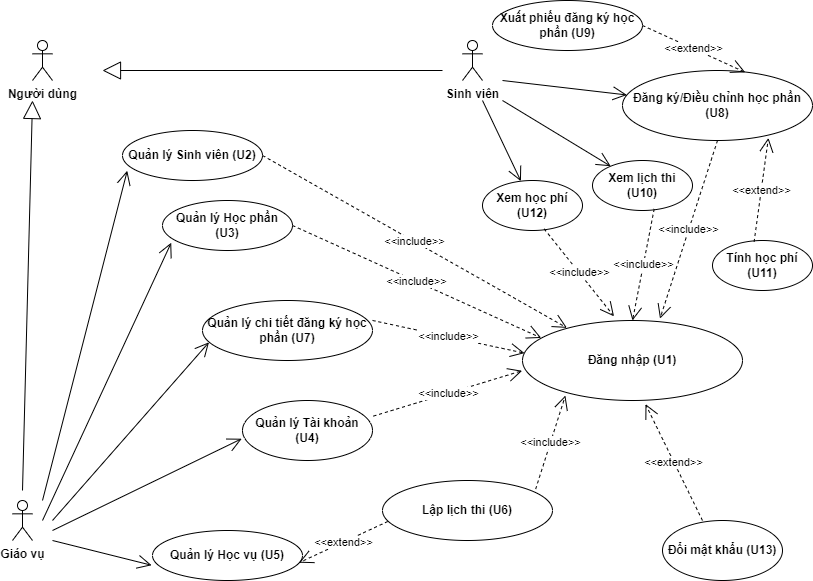 Xuất phiếu đăng ký học
phần (U9)
<<extend>>
Người dùng
Sinh viên
Đăng ký/Điều chỉnh học phần
(U8)
Quản lý Sinh viên (U2)
Xem học phí
(U12)
Xem lịch thi
(U10)
<<extend>>
Quản lý Học phần
(U3)
<<include>>
<<include>>
Tính học phí
(U11)
<<include>>
<<include>>
<<include>>
<<include>>
Quản lý chi tiết đăng ký học
phần (U7)
<<include>>
Đăng nhập (U1)
<<include>>
Quản lý Tài khoản
(U4)
<<include>>
<<extend>>
Lập lịch thi (U6)
<<extend>>
Giáo vụ
Quản lý Học vụ (U5)
Đổi mật khẩu (U13)